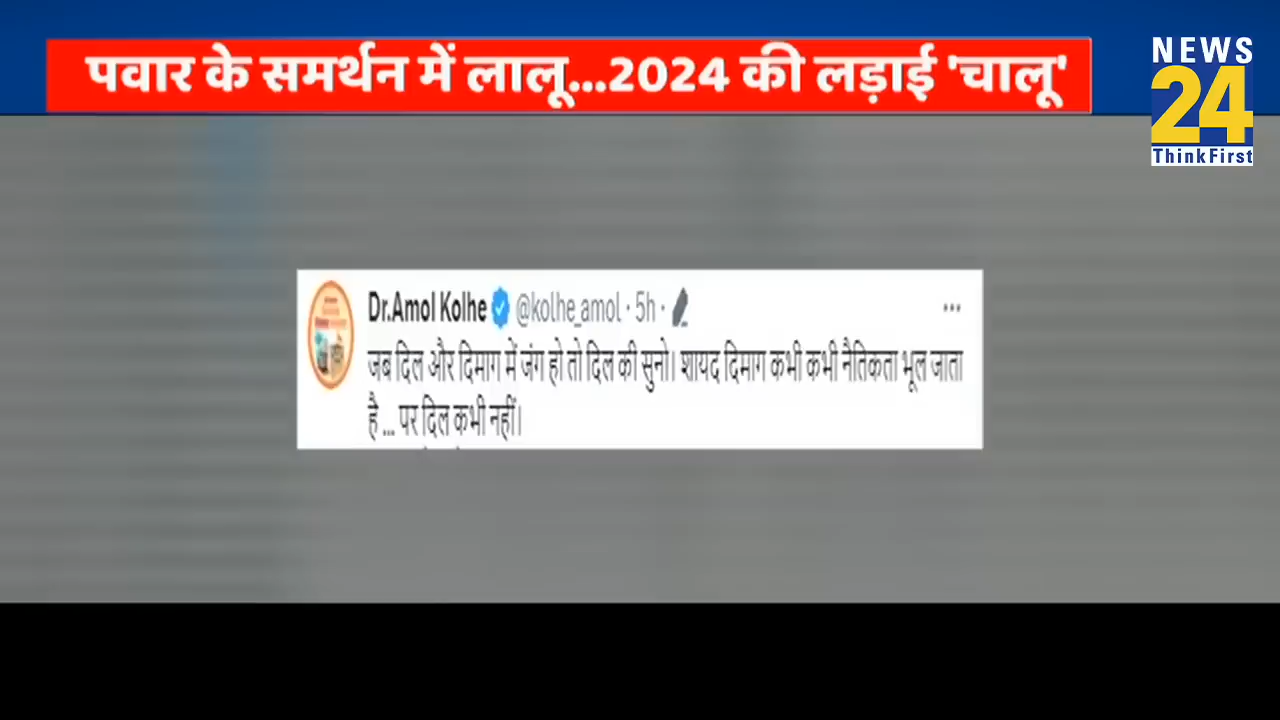 पवार के समर्थन में लालू...2024 की लड़ाई 'चालू'
NEWS
24
ThinkFirst
Dr.Amol Kolhe @kolhe_amol · 5h ·
जब दिल और दिमाग में जंग हो तो दिल की सुनो। शायद दिमाग कभी कभी नैतिकता भूल जाता
है ... पर दिल कभी नहीं।